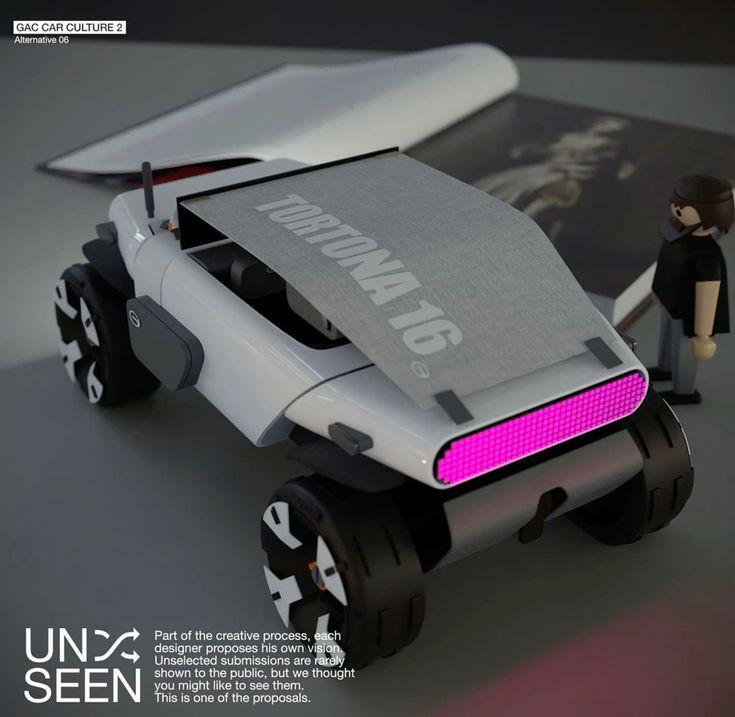 GAC CAR CULTURE 2
Alternative 06
TORTONA 16
UN
SEEN
Part of the creative process, each
designer proposes his own vision.
Unselected submissions are rarely
shown to the public, but we thought
you might like to see them.
This is one of the proposals.